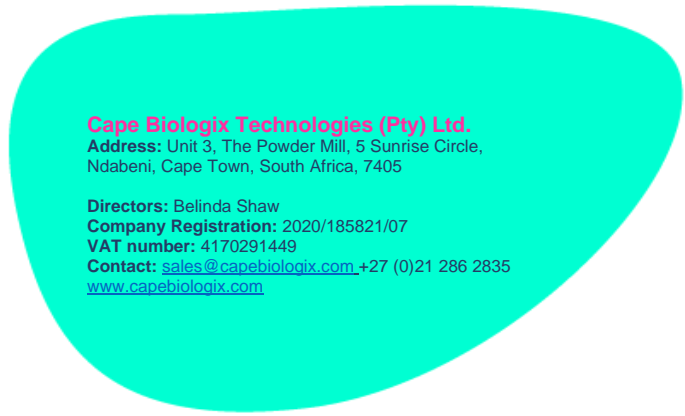 Cape Biologix Technologies (Pty) Ltd.
Address: Unit 3, The Powder Mill, 5 Sunrise Circle,
Ndabeni, Cape Town, South Africa, 7405
Directors: Belinda Shaw
Company Registration: 2020/185821/07
VAT number: 4170291449
Contact: sales@capebiologix.com +27 (0)21 286 2835
www.capebiologix.com